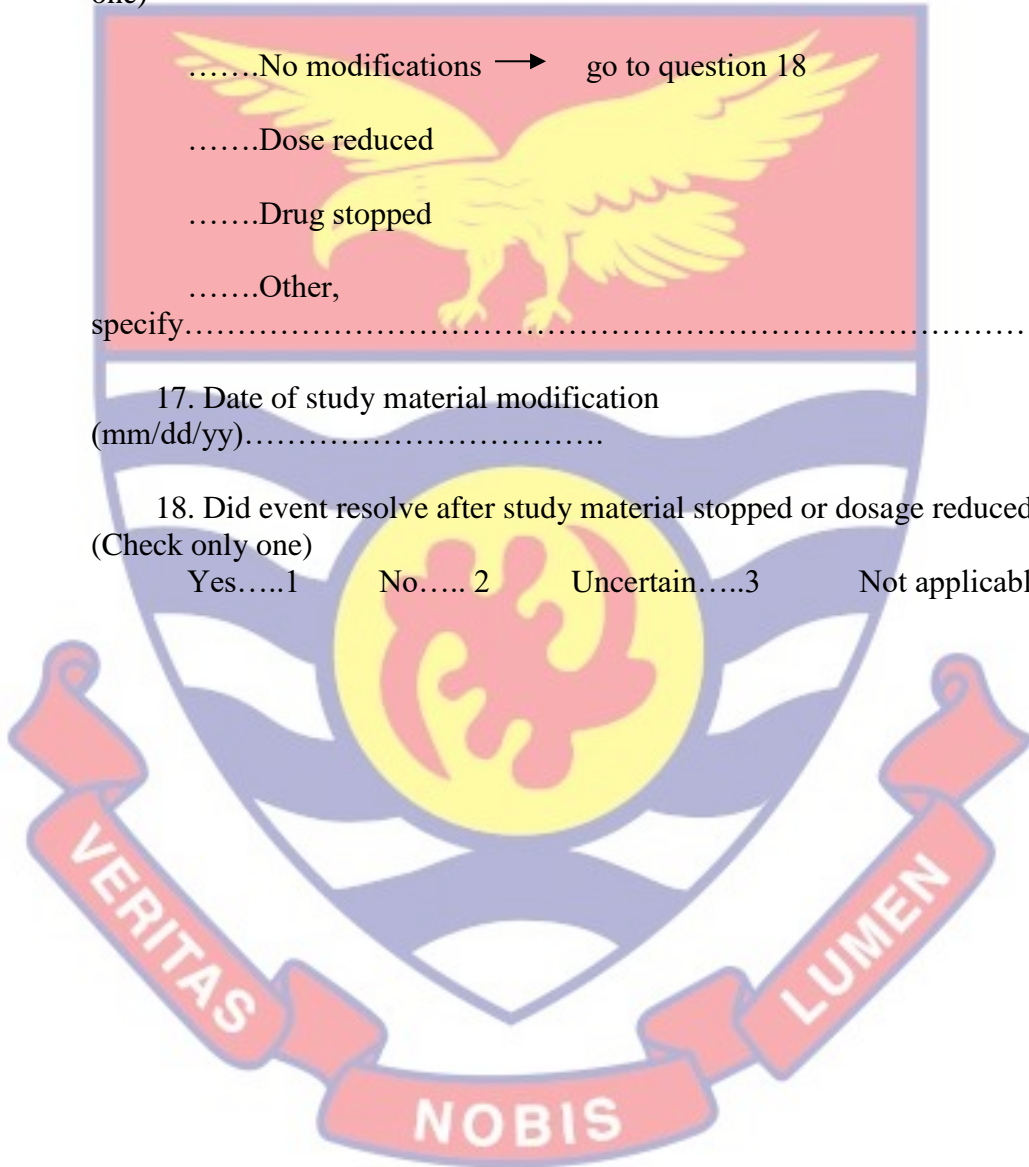 one)
…….No modifications → go to question 18
…….Dose reduced
…….Drug stopped
…….Other,
specify……………………………………………………………………
17. Date of study material modification
(mm/dd/yy)…………………………….
18. Did event resolve after study material stopped or dosage reduced
(Check only one)
Yes…..1 No….. 2 Uncertain…..3
VERITAS
NOBIS
LUMEN